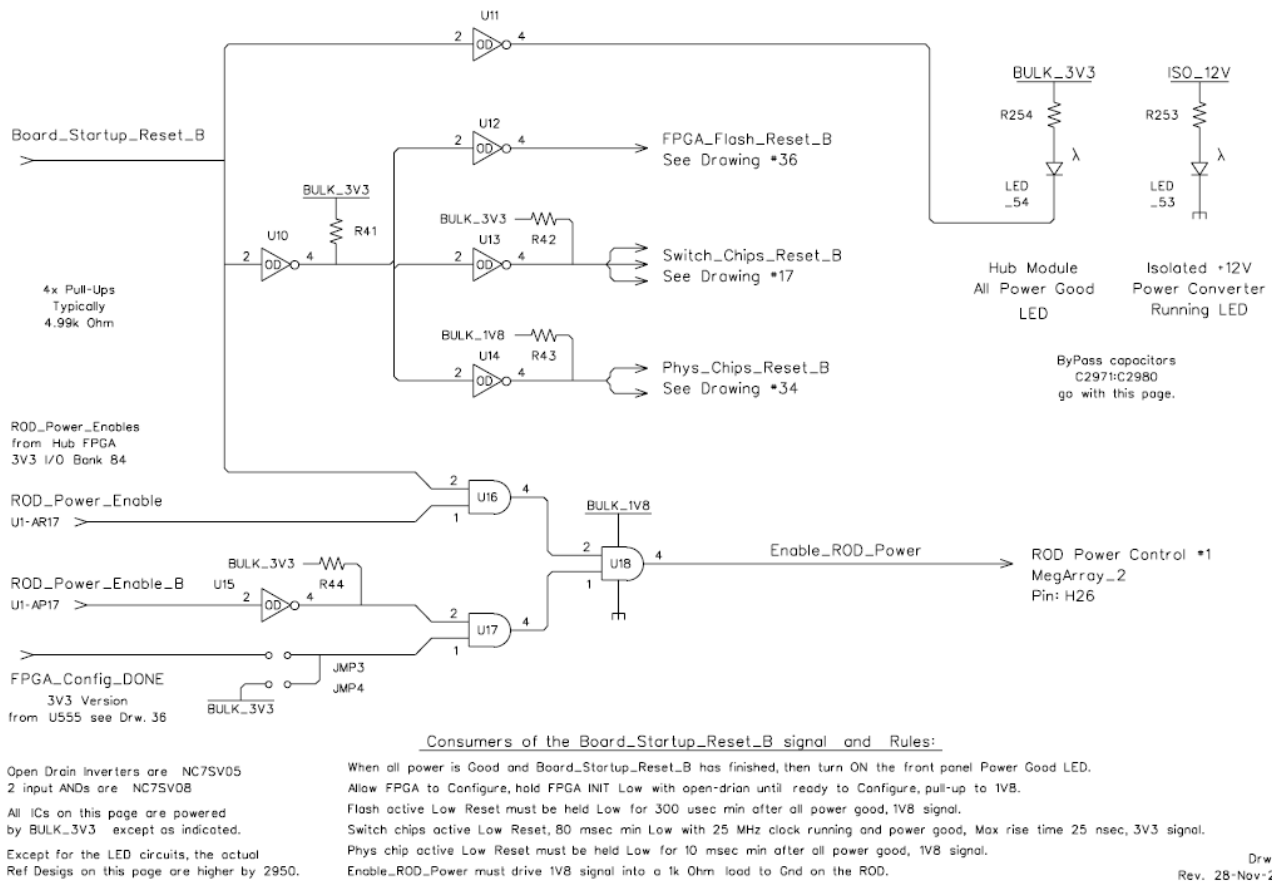 U11
2 OD 4
BULK_3V3
ISO_12V
R254
R253
λ
λ
LED
_54
LED
_53
Hub Module
All Power Good
LED
Isolated +12V
Power Converter
Running LED
ByPass capacitors
C2971:C2980
go with this page.
Board_Startup_Reset_B
U12
2 OD 4
FPGA_Flash_Reset_B
See Drawing #36
BULK_3V3
R41
U10
2 OD 4
BULK_3V3
R42
U13
2 OD 4
Switch_Chips_Reset_B
See Drawing #17
4x Pull-Ups
Typically
4.99k Ohm
BULK_1V8
R43
U14
2 OD 4
Phys_Chips_Reset_B
See Drawing #34
ROD_Power_Enables
from Hub FPGA
3V3 I/O Bank 84
ROD_Power_Enable
U1-AR17
2
1
U16
4
BULK_1V8
2
1
U18
4
Enable_ROD_Power
ROD Power Control #1
MegArray_2
Pin: H26
ROD_Power_Enable_B
U1-AP17
BULK_3V3
R44
U15
2 OD 4
2
1
U17
4
FPGA_Config_DONE
3V3 Version
from U555 see Drw. 36
JMP3
JMP4
BULK_3V3
Consumers of the Board_Startup_Reset_B signal and Rules:
When all power is Good and Board_Startup_Reset_B has finished, then turn ON the front panel Power Good LED.
Allow FPGA to Configure, hold FPGA INIT Low with open-drian until ready to Configure, pull-up to 1V8.
Flash active Low Reset must be held Low for 300 usec min after all power good, 1V8 signal.
Switch chips active Low Reset, 80 msec min Low with 25 MHz clock running and power good, Max rise time 25 nsec, 3V3 signal.
Phys chip active Low Reset must be held Low for 10 msec min after all power good, 1V8 signal.
Enable_ROD_Power must drive 1V8 signal into a 1k Ohm load to Gnd on the ROD.
Open Drain Inverters are NC7SV05
2 input ANDs are NC7SV08
All ICs on this page are powered
by BULK_3V3 except as indicated.
Except for the LED circuits, the actual
Ref Desigs on this page are higher by 2950.
Drw
Rev. 28-Nov-2